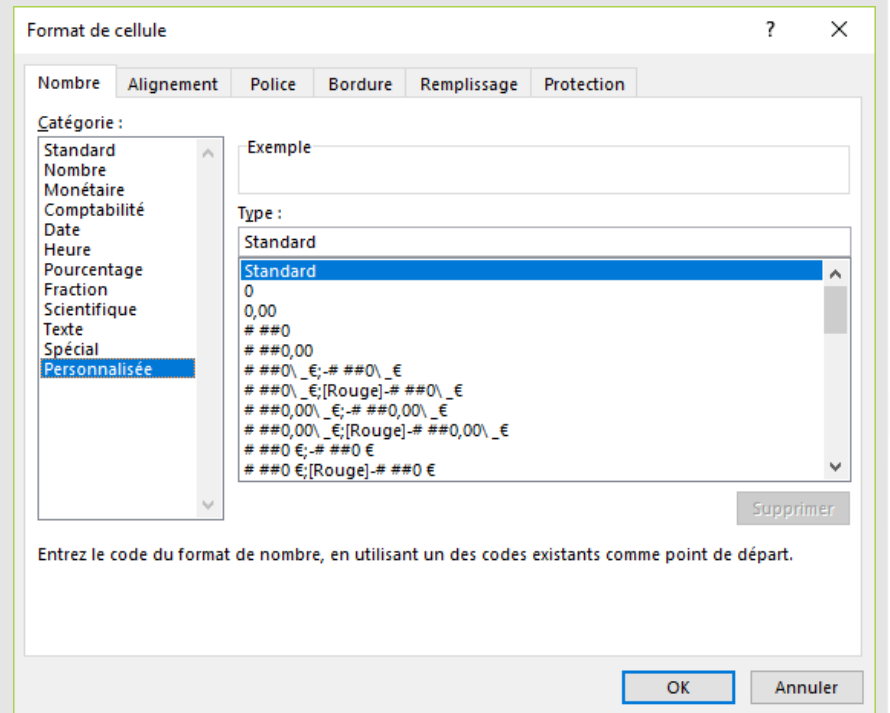 Format de cellule
?
Nombre Alignement Police Bordure Remplissage Protection
Catégorie :
Standard
Nombre
Monétaire
Comptabilité
Date
Heure
Pourcentage
Fraction
Scientifique
Texte
Spécial
Personnalisée
Exemple
Type :
Standard
Standard
0
0,00
# ##0
# ##0,00
# ##0\ _€;-# ##0\ _€
# ##0\ _€;[Rouge]-# ##0\ _€
# ##0,00\ _€;-# ##0,00\ _€
# ##0,00\ _€;[Rouge]-# ##0,00\ _€
# ##0 €;-# ##0 €
# ##0 €;[Rouge]-# ##0 €
Supprimer
Entrez le code du format de nombre, en utilisant un des codes existants comme point de départ.
OK Annuler